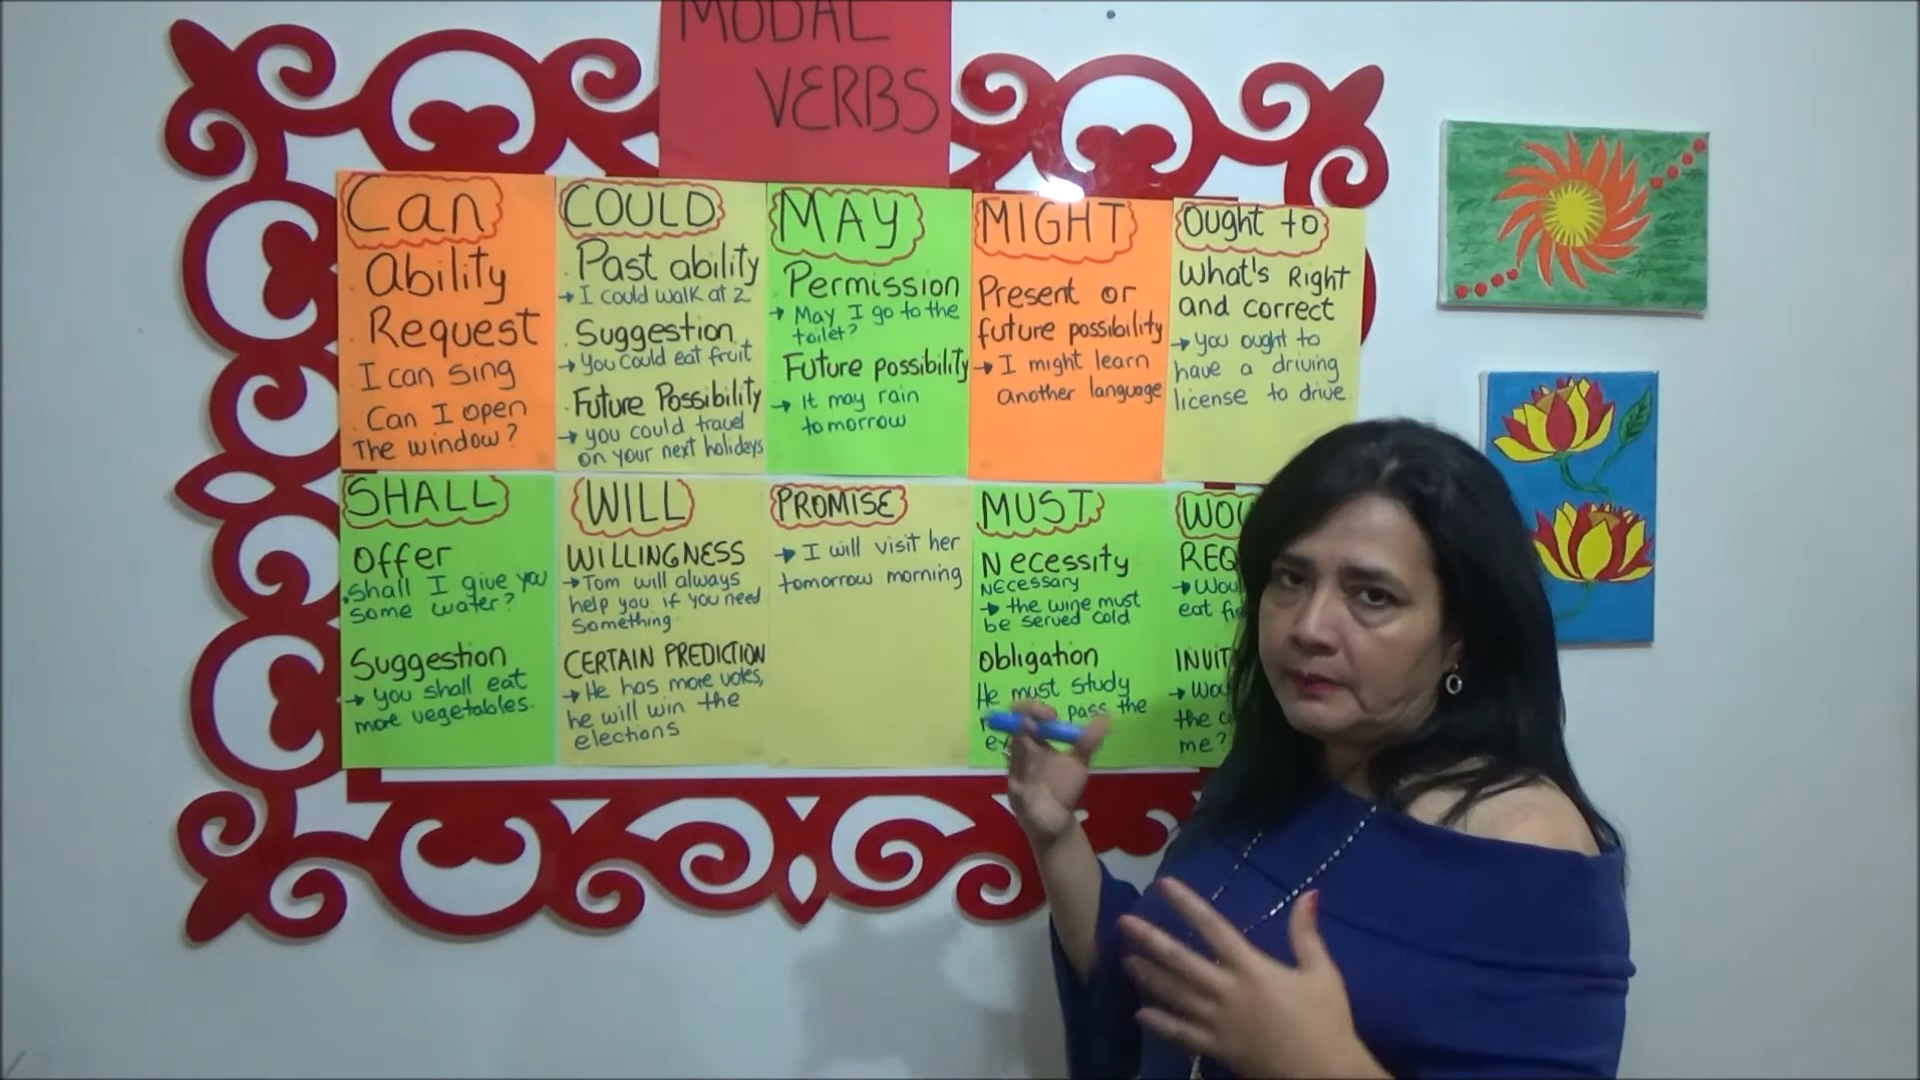 MODAL
VERBS
Can
Ability
Request
I can sing
Can I open
The window?
COULD
Past ability
→ I could walk at 2
Suggestion
→ you could eat fruit
Future Possibility
→ you could travel
on your next holidays
MAY
Permission
→ May I go to the
toilet?
Future possibility
→ It may rain
tomorrow
MIGHT
Present or
future possibility
→ I might learn
another language
Ought to
What's Right
and correct
→ you ought to
have a driving
license to drive
SHALL
Offer
Shall I give you
some water?
Suggestion
→ you shall eat
more vegetables.
WILL
WILLINGNESS
→ Tom will always
help you if you need
something
CERTAIN PREDICTION
→ He has more votes,
he will win the
elections
PROMISE
→ I will visit her
tomorrow morning
MUST
Necessity
Necessary
→ the wine must
be served cold
Obligation
He must study
pass the
→
eat
→
the
me?